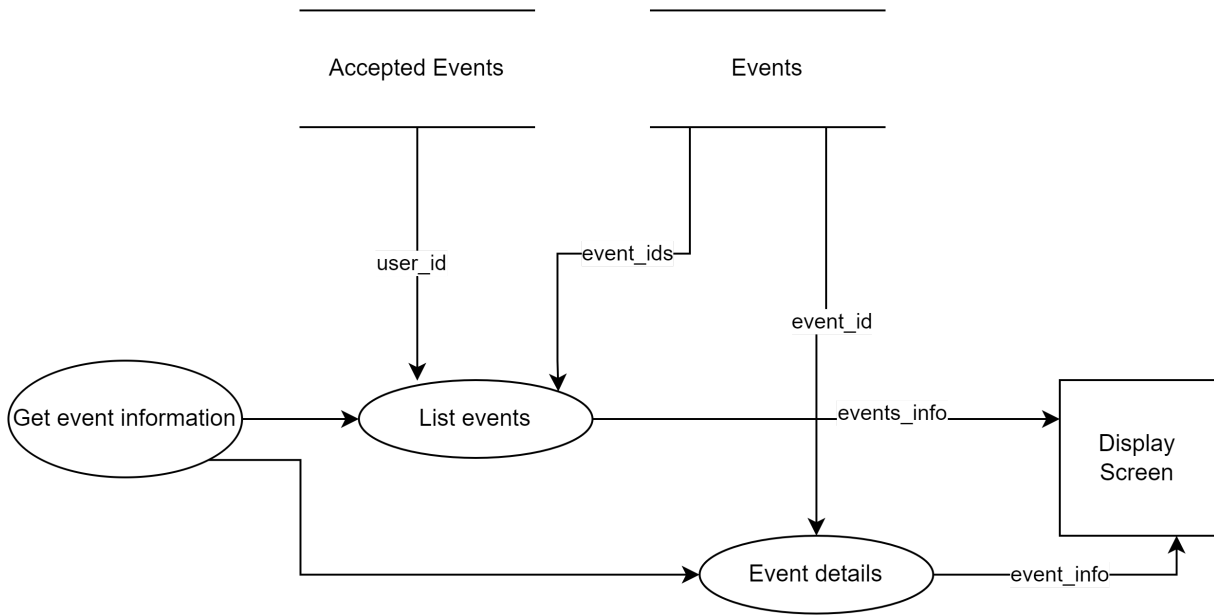 Accepted Events
Events
user_id
event_ids
event_id
Get event information
List events
events_info
Display
Screen
Event details
event_info